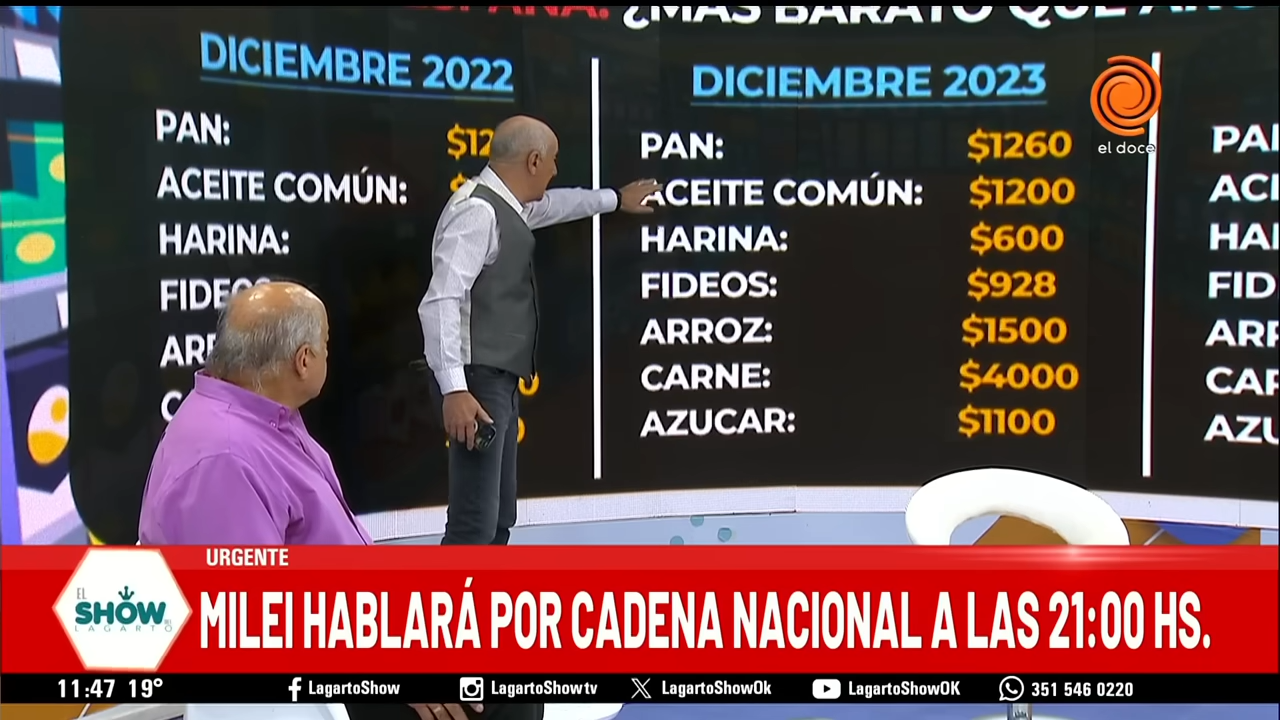 ¿MÁS BARATO QUE
DICIEMBRE 2022
PAN:
ACEITE COMÚN:
HARINA:
DICIEMBRE 2023
PAN: $1260
ACEITE COMÚN: $1200
HARINA: $600
FIDEOS: $928
ARROZ: $1500
CARNE: $4000
AZUCAR: $1100
el doce
URGENTE
EL
SHOW
LAGARTO
MILEI HABLARÁ POR CADENA NACIONAL A LAS 21:00 HS.
11:47 19° LagartoShow LagartoShowtv LagartoShowOk LagartoShowOK 351 546 0220